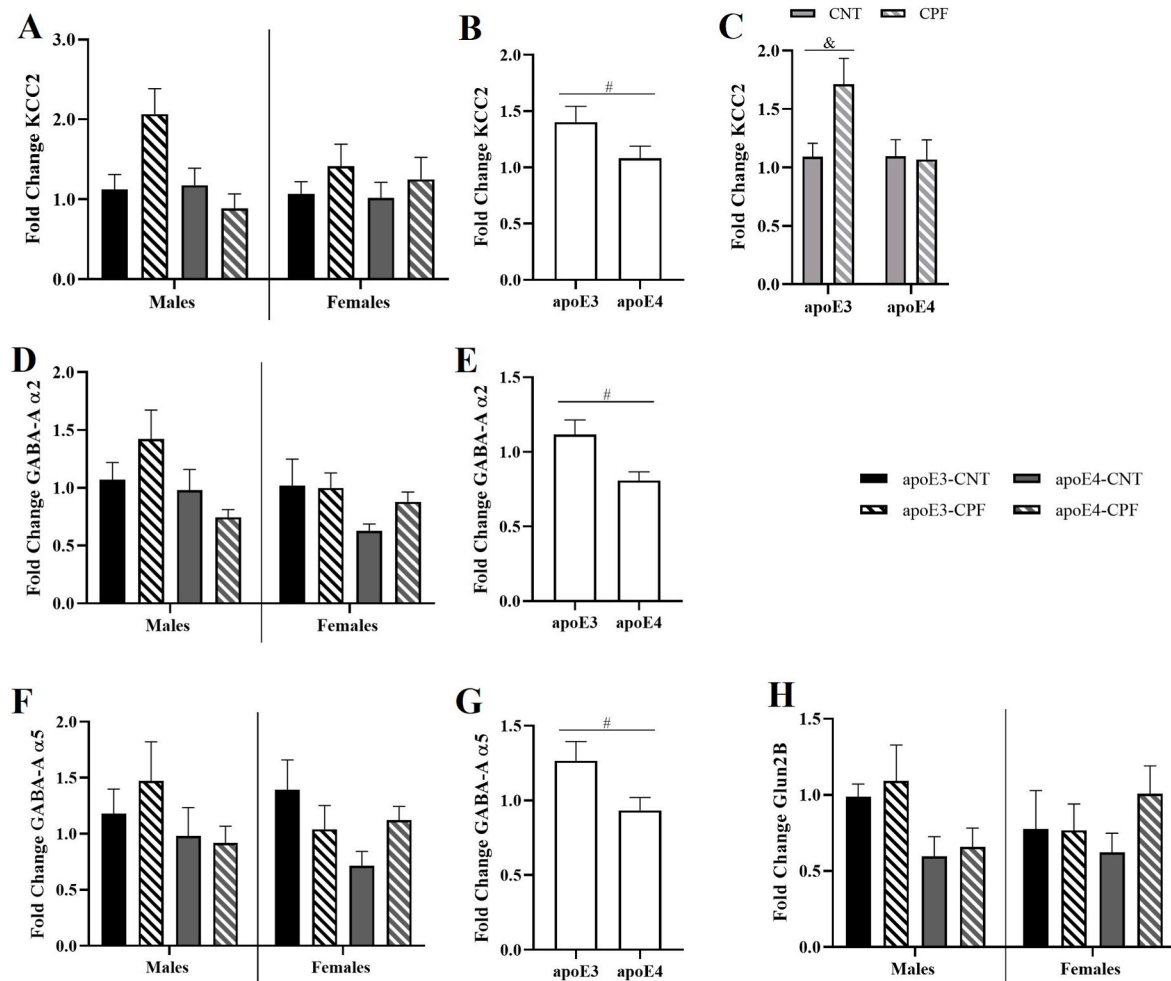 A
Fold Change KCC2
3.0
2.0
1.0
0.0
Males
Females
B
Fold Change KCC2
2.0
1.5
1.0
0.5
0.0
#
apoE3
apoE4
C
CNT
CPF
Fold Change KCC2
2.0
1.5
1.0
0.5
0.0
&
apoE3
apoE4
D
Fold Change GABA-A α2
2.0
1.5
1.0
0.5
0.0
Males
Females
E
Fold Change GABA-A α2
1.5
1.0
0.5
0.0
#
apoE3
apoE4
apoE3-CNT
apoE4-CNT
apoE3-CPF
apoE4-CPF
F
Fold Change GABA-A α5
2.0
1.5
1.0
0.5
0.0
Males
Females
G
Fold Change GABA-A α5
1.5
1.0
0.5
0.0
#
apoE3
apoE4
H
Fold Change Glun2B
1.5
1.0
0.5
0.0
Males
Females